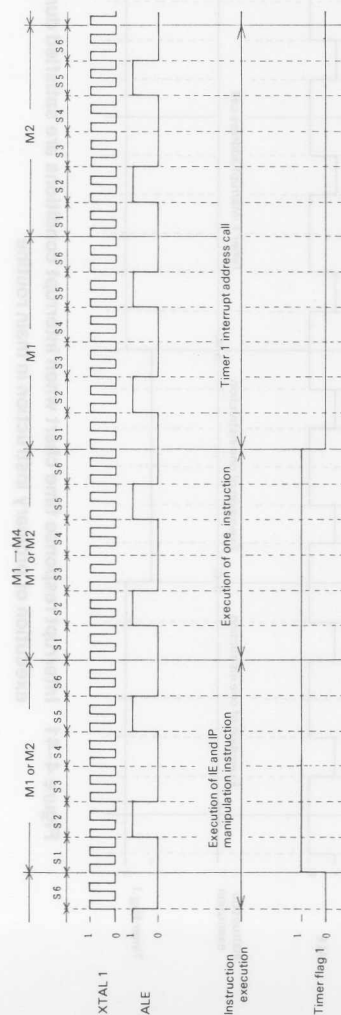 M1 → M4
M1 or M2 M1 or M2 M1 M2
S6 S1 S2 S3 S4 S5 S6 S1 S2 S3 S4 S5 S6 S1 S2 S3 S4 S5 S6 S1 S2 S3 S4 S5 S6
1
XTAL 1
0
1
ALE
0
Instruction
execution
Execution of IE and IP
manipulation instruction
Execution of one instruction
Timer 1 interrupt address call
1
Timer flag 1
0